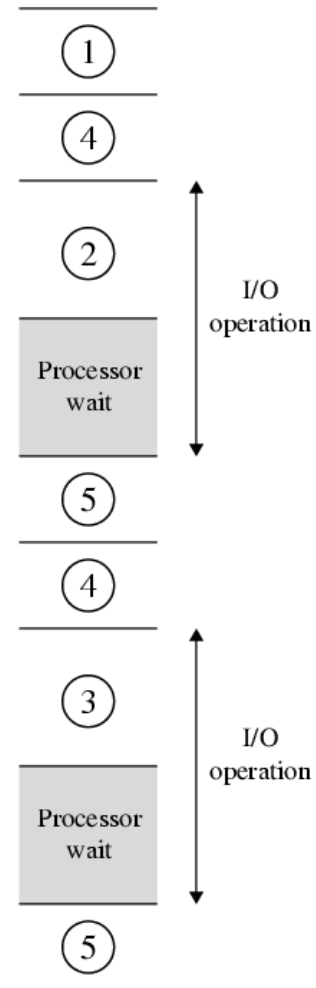 1
4
2
I/O
operation
Processor
wait
5
4
3
I/O
operation
Processor
wait
5